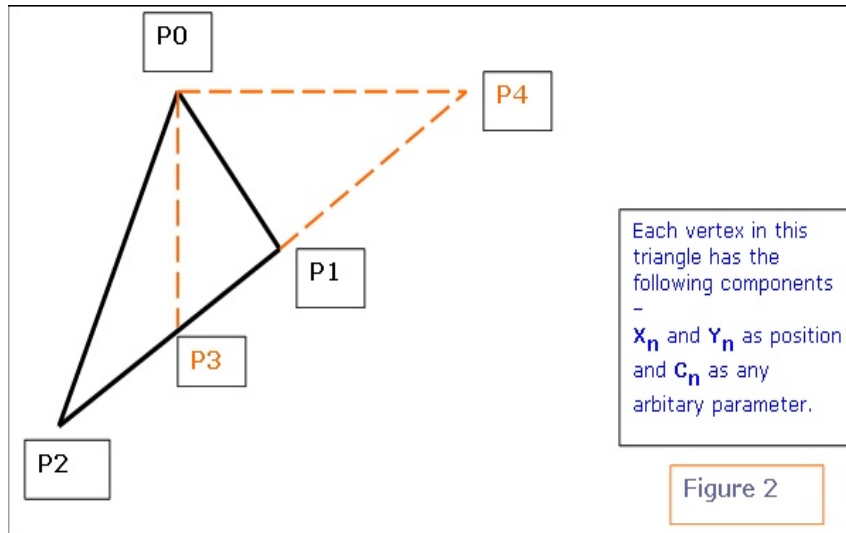 P0
P4
P1
P3
P2
Each vertex in this
triangle has the
following components
–
Xn and Yn as position
and Cn as any
arbitary parameter.
Figure 2